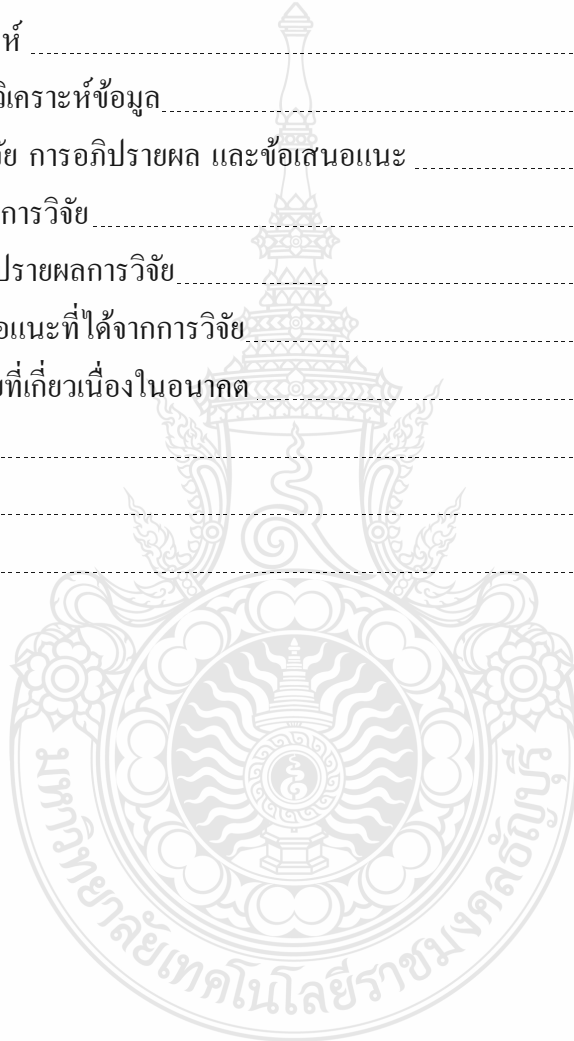 ห์
วิเคราะห์ข้อมูล
ัย การอภิปรายผล และข้อเสนอแนะ
การวิจัย
ปรายผลการวิจัย
อแนะที่ได้จากการวิจัย
ยที่เกี่ยวเนื่องในอนาคต
มหาวิทยาลัยเทคโนโลยีราชมงคลธัญบุรี